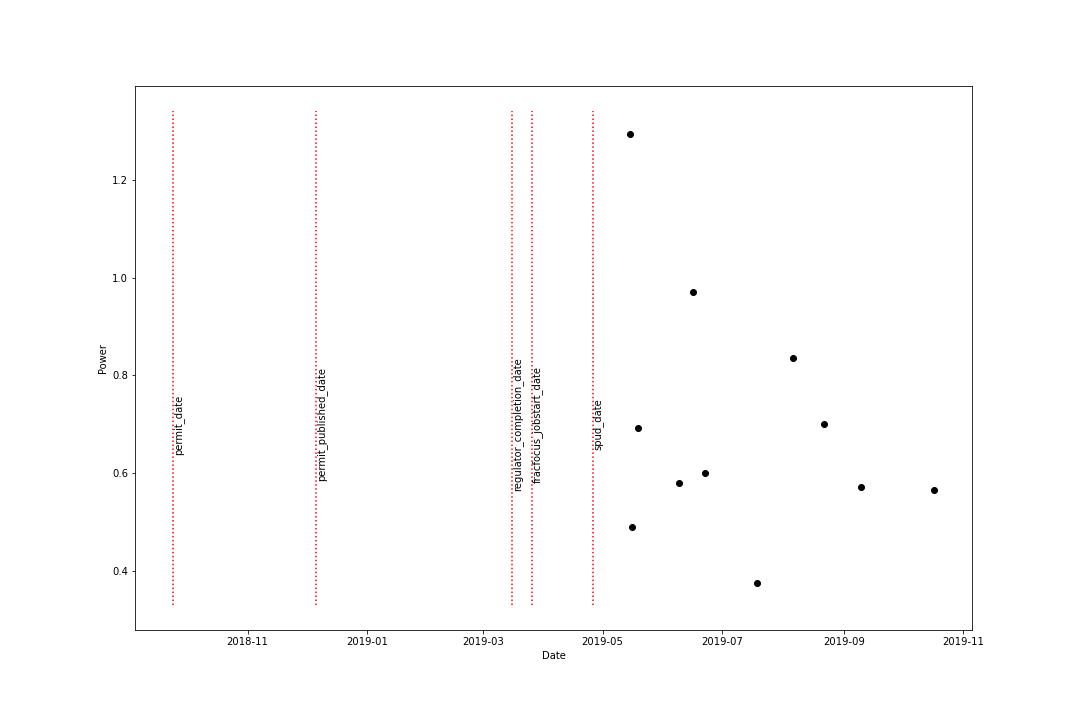 1.2
1.0
0.8
0.6
0.4
Power
permit_date
permit_published_date
regulator_completion_date
fracfocus_jobstart_date
spud_date
2018-11
2019-01
2019-03
2019-05
2019-07
2019-09
2019-11
Date